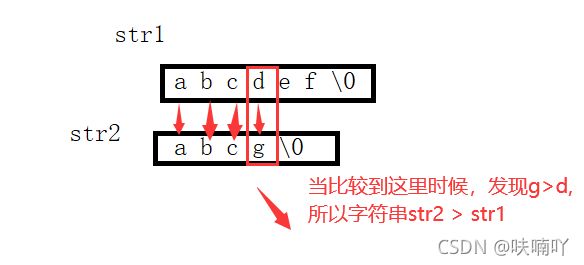 str1
a b c d e f \0
str2
a b c g \0
当比较到这里时候，发现g>d,
所以字符串str2 > str1
CSDN @呋喃吖